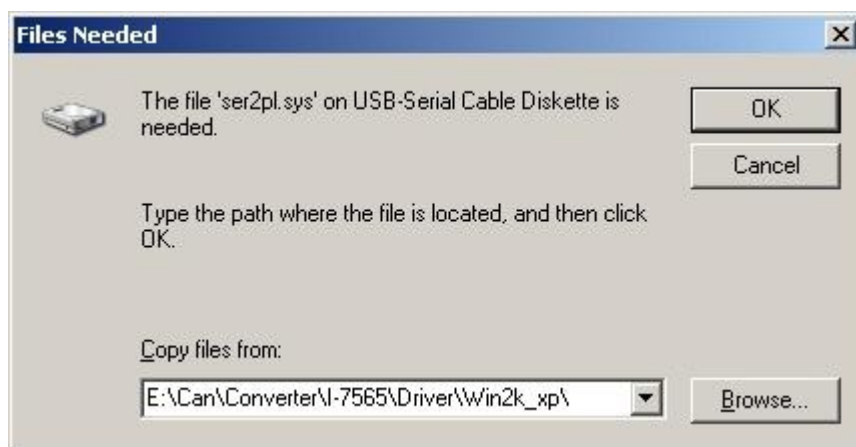 Files Needed
The file 'ser2pl.sys' on USB-Serial Cable Diskette is
needed.
OK
Cancel
Type the path where the file is located, and then click
OK.
Copy files from:
E:\Can\Converter\I-7565\Driver\Win2k_xp\
Browse...